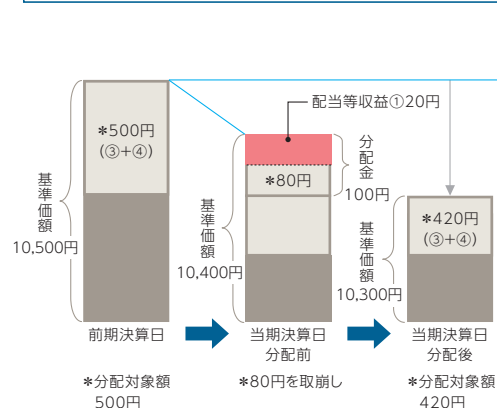 配当等収益①20円
*500円
(③+④)
分配金
*80円
100円
基準価額
10,500円
基準価額
10,400円
*420円
(③+④)
基準価額
10,300円
前期決算日
当期決算日
分配前
当期決算日
分配後
*分配対象額
500円
*80円を取崩し
*分配対象額
420円